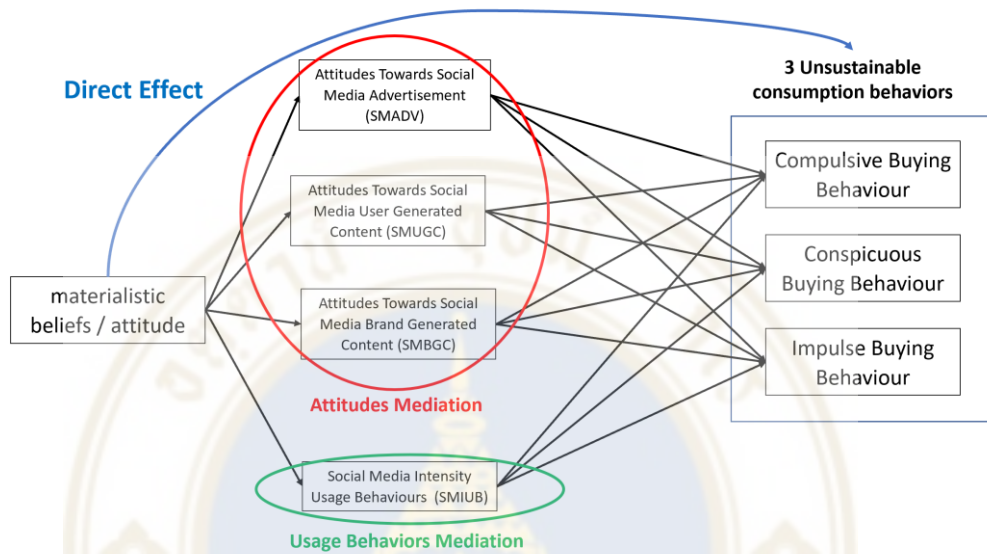 Direct Effect
Attitudes Towards Social
Media Advertisement
(SMADV)
3 Unsustainable
consumption behaviors
Attitudes Towards Social
Media User Generated
Content (SMUGC)
Compulsive Buying
Behaviour
Conspicuous
Buying Behaviour
materialistic
beliefs / attitude
Attitudes Towards Social
Media Brand Generated
Content (SMBGC)
Impulse Buying
Behaviour
Attitudes Mediation
Social Media Intensity
Usage Behaviours (SMIUB)
Usage Behaviors Mediation